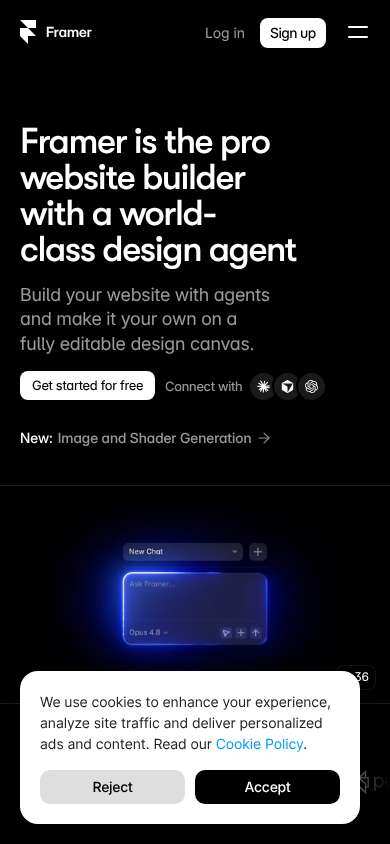 Framer
Log in
Sign up
Framer is the pro
website builder
with a world-
class design agent
Build your website with agents
and make it your own on a
fully editable design canvas.
Get started for free
Connect with
New: Image and Shader Generation →
New Chat
Ask Framer...
Opus 4.8
36
We use cookies to enhance your experience,
analyze site traffic and deliver personalized
ads and content. Read our Cookie Policy.
Reject
Accept